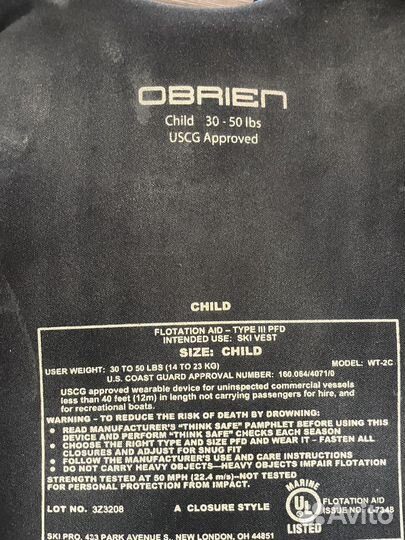 OBRIEN
Child 30 - 50 lbs
USCG Approved
CHILD
FLOTATION AID – TYPE III PFD
INTENDED USE: SKI VEST
SIZE: CHILD
USER WEIGHT: 30 TO 50 LBS (14 TO 23 KG) MODEL: WT-2C
U.S. COAST GUARD APPROVAL NUMBER: 160.064/4071/0
USCG approved wearable device for uninspected commercial vessels
less than 40 feet (12m) in length not carrying passengers for hire, and
for recreational boats.
WARNING – TO REDUCE THE RISK OF DEATH BY DROWNING:
● READ MANUFACTURER'S "THINK SAFE" PAMPHLET BEFORE USING THIS
DEVICE AND PERFORM "THINK SAFE" CHECKS EACH SEASON
● CHOOSE THE RIGHT TYPE AND SIZE PFD AND WEAR IT – FASTEN ALL
CLOSURES AND ADJUST FOR SNUG FIT
● FOLLOW THE MANUFACTURER'S USE AND CARE INSTRUCTIONS
● DO NOT CARRY HEAVY OBJECTS—HEAVY OBJECTS IMPAIR FLOTATION
STRENGTH TESTED AT 50 MPH (22.4 m/s)–NOT TESTED
FOR PERSONAL PROTECTION FROM IMPACT.
MARINE
UL
LISTED
FLOTATION AID
ISSUE NO. L-7348
LOT NO. 3Z3208 A CLOSURE STYLE
SKI PRO, 433 PARK AVENUE S., NEW LONDON, OH 44851
Avito